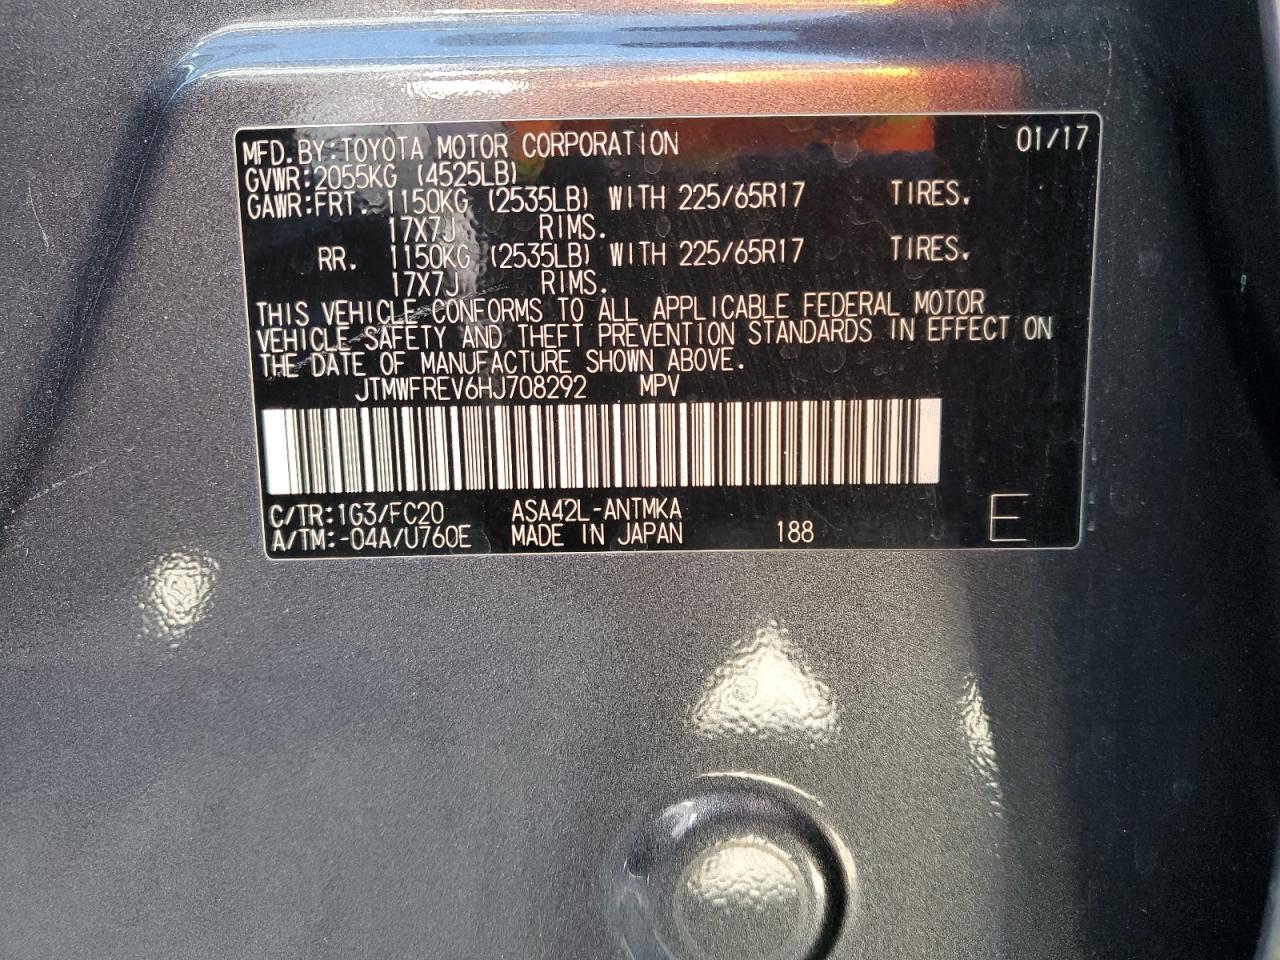 MFD.BY:TOYOTA MOTOR CORPORATION 01/17
GVWR:2055KG (4525LB)
GAWR:FRT. 1150KG (2535LB) WITH 225/65R17 TIRES.
17X7J RIMS.
RR. 1150KG (2535LB) WITH 225/65R17 TIRES.
17X7J RIMS.
THIS VEHICLE CONFORMS TO ALL APPLICABLE FEDERAL MOTOR
VEHICLE SAFETY AND THEFT PREVENTION STANDARDS IN EFFECT ON
THE DATE OF MANUFACTURE SHOWN ABOVE.
JTMWFREV6HJ708292 MPV
C/TR:1G3/FC20 ASA42L-ANTMKA
A/TM:-04A/U760E MADE IN JAPAN 188 E